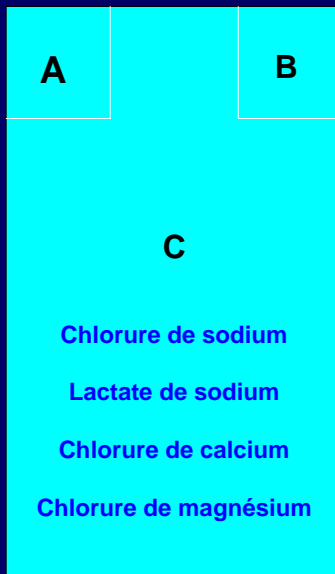 A
B
C
Chlorure de sodium
Lactate de sodium
Chlorure de calcium
Chlorure de magnésium